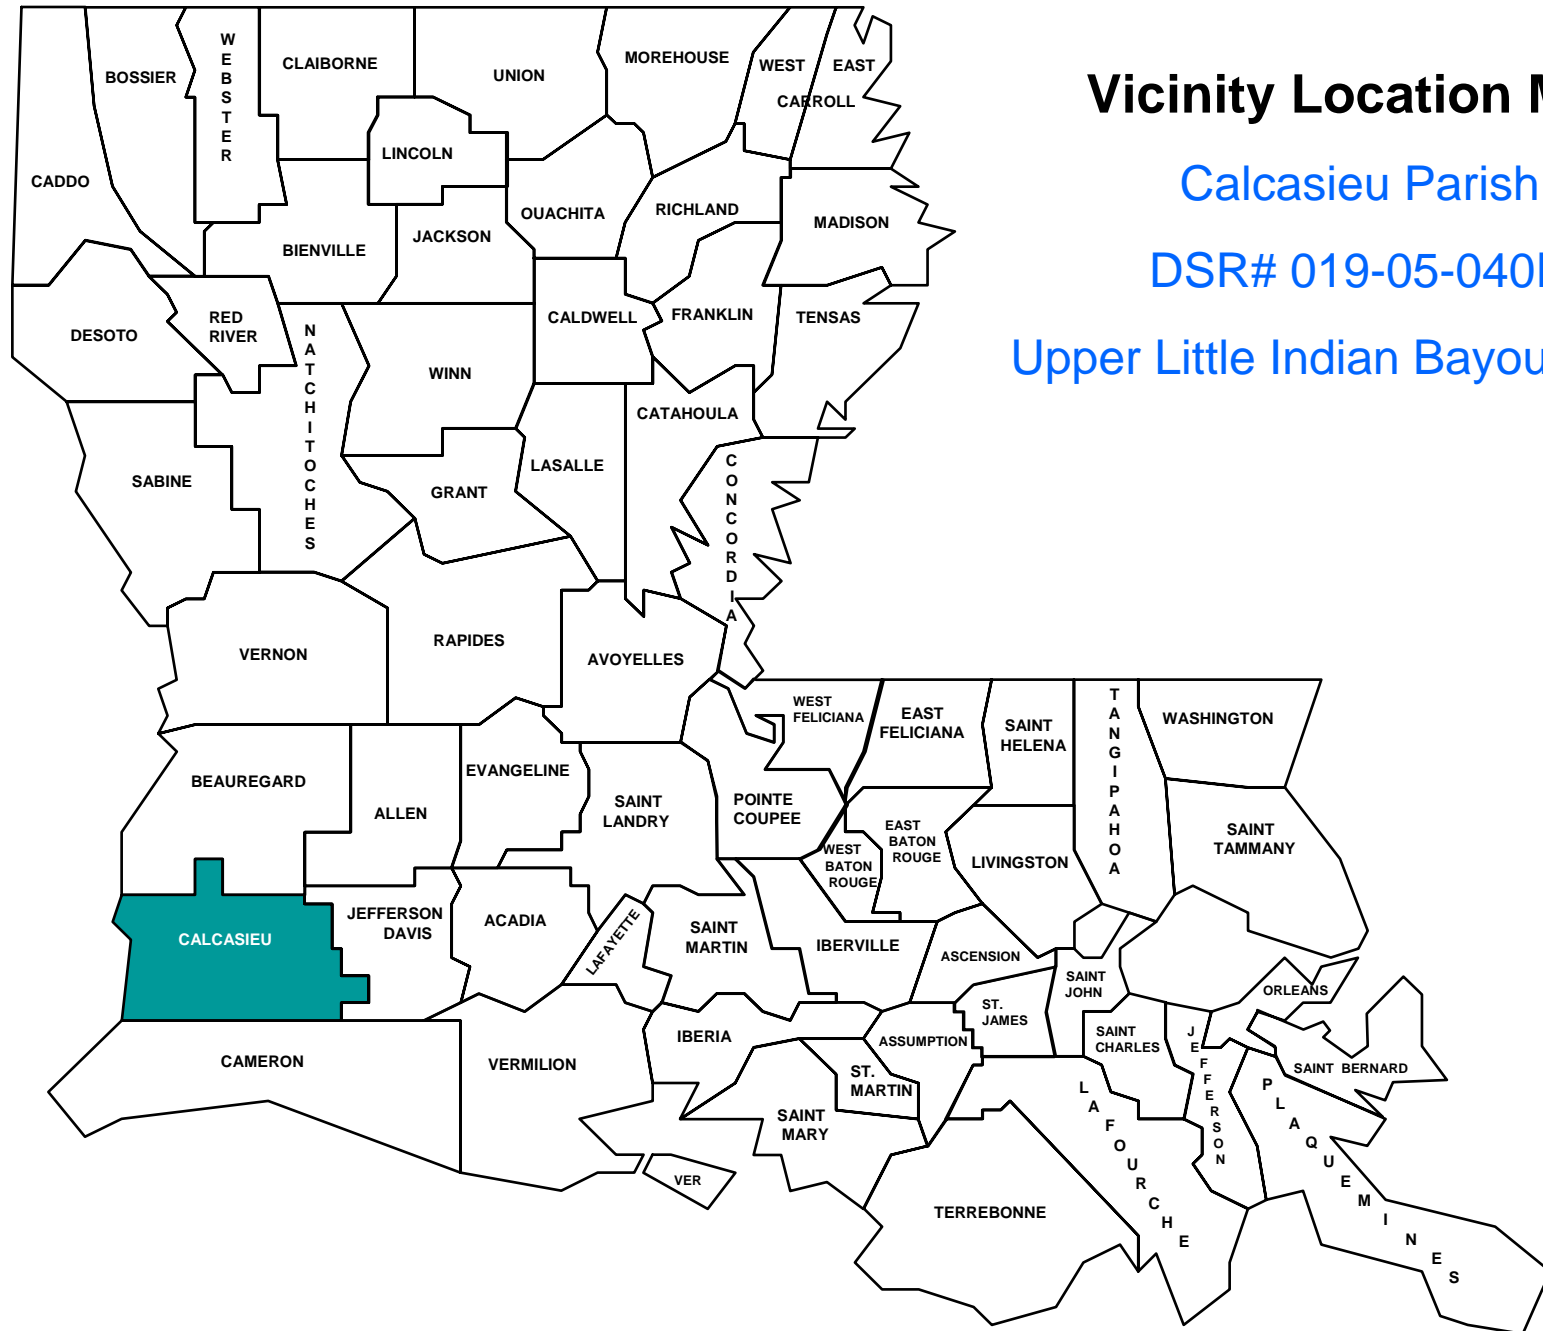 Vicinity Location M
Calcasieu Parish
DSR# 019-05-040
Upper Little Indian Bayou
WEBSTER
BOSSIER
CLAIBORNE
UNION
MOREHOUSE
WEST
EAST
CARROLL
LINCOLN
CADDO
OUACHITA
RICHLAND
MADISON
BIENVILLE
JACKSON
RED
RIVER
DESOTO
NATCHITOCHES
CALDWELL
FRANKLIN
TENSAS
WINN
CATAHOULA
CONCORDIA
SABINE
GRANT
LASALLE
VERNON
RAPIDES
AVOYELLES
WEST
FELICIANA
EAST
FELICIANA
SAINT
HELENA
TANGIPAHOA
WASHINGTON
BEAUREGARD
ALLEN
EVANGELINE
SAINT
LANDRY
POINTE
COUPEE
WEST
BATON
ROUGE
EAST
BATON
ROUGE
LIVINGSTON
SAINT
TAMMANY
CALCASIEU
JEFFERSON
DAVIS
ACADIA
LAFAYETTE
SAINT
MARTIN
IBERVILLE
ASCENSION
SAINT
JOHN
ORLEANS
ST.
JAMES
SAINT
CHARLES
JEFFERSON
SAINT BERNARD
CAMERON
VERMILION
IBERIA
ASSUMPTION
ST.
MARTIN
SAINT
MARY
LAFOURCHE
PLAQUEMINES
VER
TERREBONNE